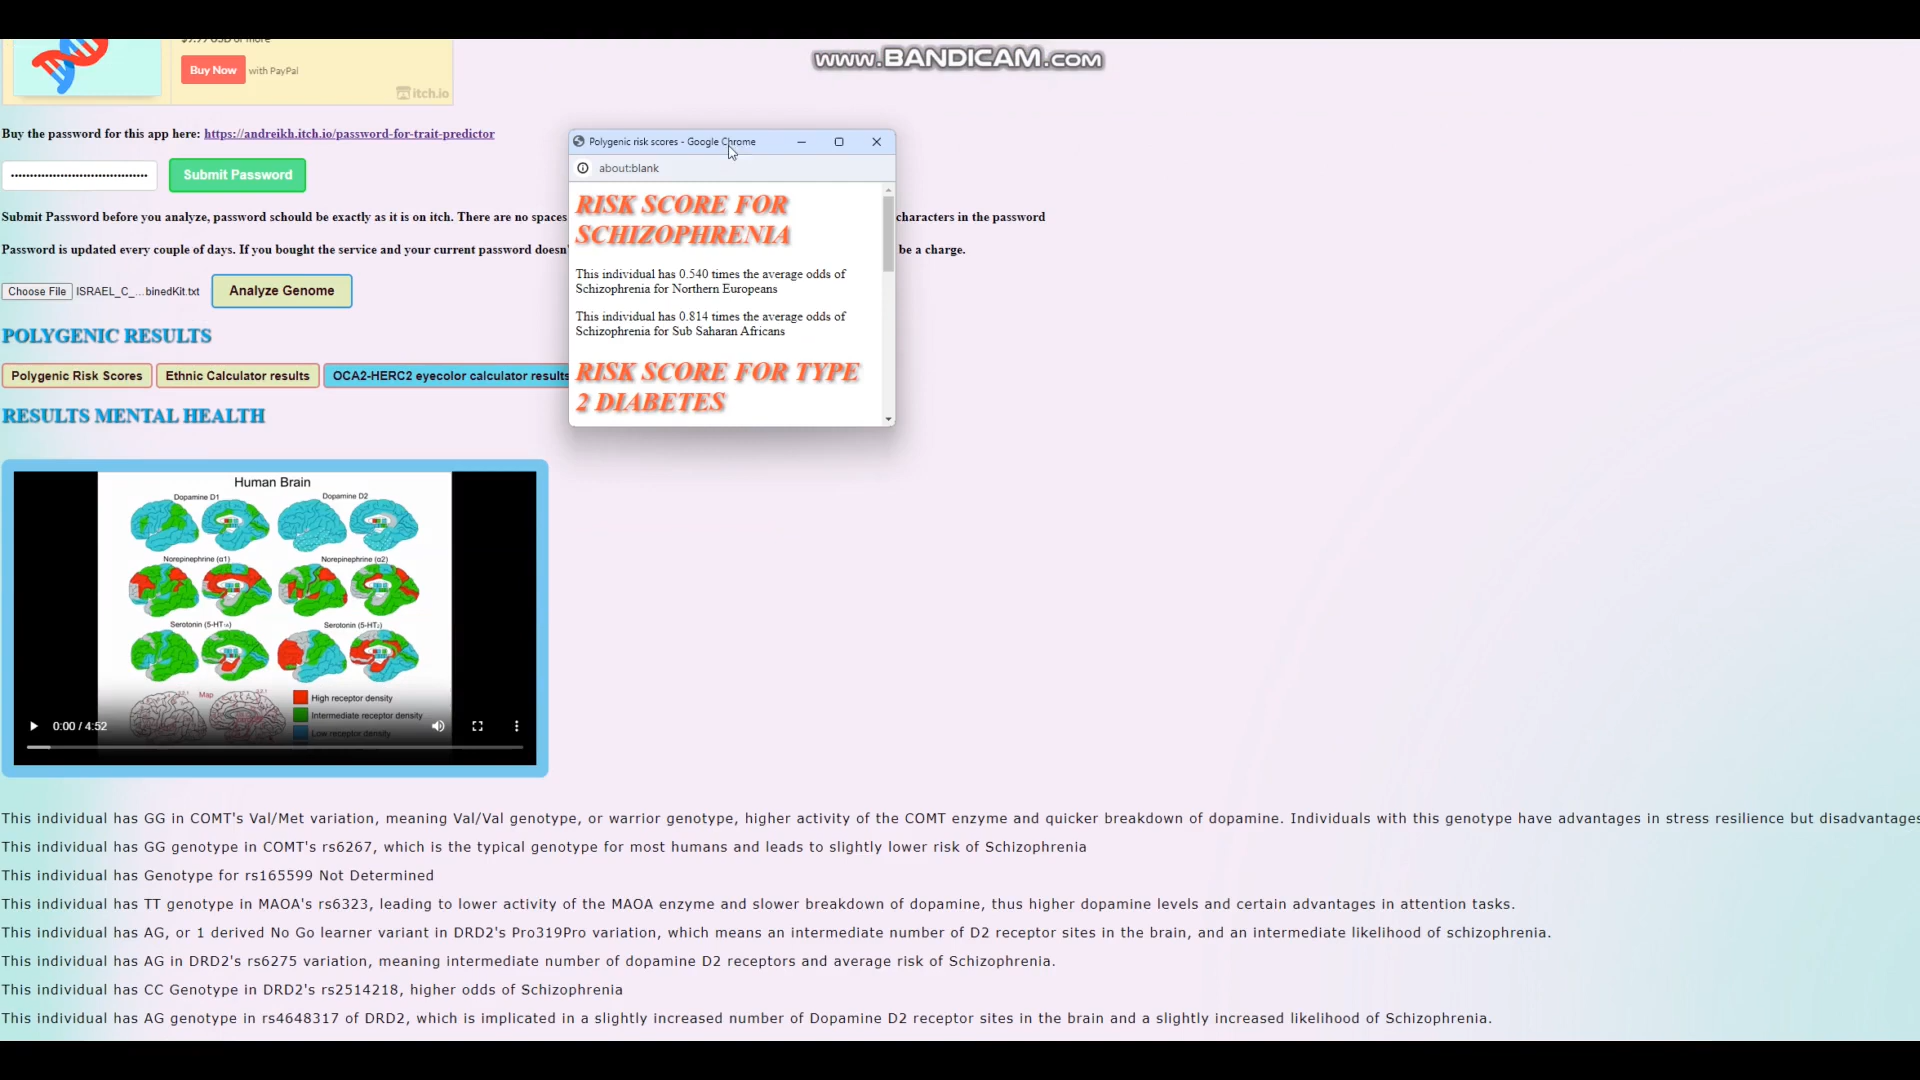 www.BANDICAM.com
$9.99 USD or more
Buy Now with PayPal
itch.io
Buy the password for this app here: https://andreikh.itch.io/password-for-trait-predictor
Submit Password
Submit Password before you analyze, password schould be exactly as it is on itch. There are no spaces
characters in the password
Password is updated every couple of days. If you bought the service and your current password doesn'
be a charge.
Choose File ISRAEL_C_...binedKit.txt Analyze Genome
POLYGENIC RESULTS
Polygenic Risk Scores Ethnic Calculator results OCA2-HERC2 eyecolor calculator results
RESULTS MENTAL HEALTH
Polygenic risk scores - Google Chrome
about:blank
RISK SCORE FOR
SCHIZOPHRENIA
This individual has 0.540 times the average odds of
Schizophrenia for Northern Europeans
This individual has 0.814 times the average odds of
Schizophrenia for Sub Saharan Africans
RISK SCORE FOR TYPE
2 DIABETES
Human Brain
Dopamine D1 Dopamine D2
Norepinephrine (α1) Norepinephrine (α2)
Serotonin (5-HT1A) Serotonin (5-HT2)
Map
High receptor density
Intermediate receptor density
Low receptor density
0:00 / 4:52
This individual has GG in COMT's Val/Met variation, meaning Val/Val genotype, or warrior genotype, higher activity of the COMT enzyme and quicker breakdown of dopamine. Individuals with this genotype have advantages in stress resilience but disadvantages
This individual has GG genotype in COMT's rs6267, which is the typical genotype for most humans and leads to slightly lower risk of Schizophrenia
This individual has Genotype for rs165599 Not Determined
This individual has TT genotype in MAOA's rs6323, leading to lower activity of the MAOA enzyme and slower breakdown of dopamine, thus higher dopamine levels and certain advantages in attention tasks.
This individual has AG, or 1 derived No Go learner variant in DRD2's Pro319Pro variation, which means an intermediate number of D2 receptor sites in the brain, and an intermediate likelihood of schizophrenia.
This individual has AG in DRD2's rs6275 variation, meaning intermediate number of dopamine D2 receptors and average risk of Schizophrenia.
This individual has CC Genotype in DRD2's rs2514218, higher odds of Schizophrenia
This individual has AG genotype in rs4648317 of DRD2, which is implicated in a slightly increased number of Dopamine D2 receptor sites in the brain and a slightly increased likelihood of Schizophrenia.